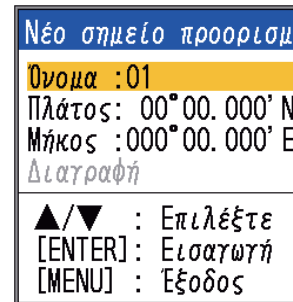 Νέο σημείο προορισμ
Όνομα :01
Πλάτος: 00°00.000' N
Μήκος :000°00.000' E
Διαγραφή
▲/▼ : Επιλέξτε
[ENTER]: Εισαγωγή
[MENU] : Έξοδος